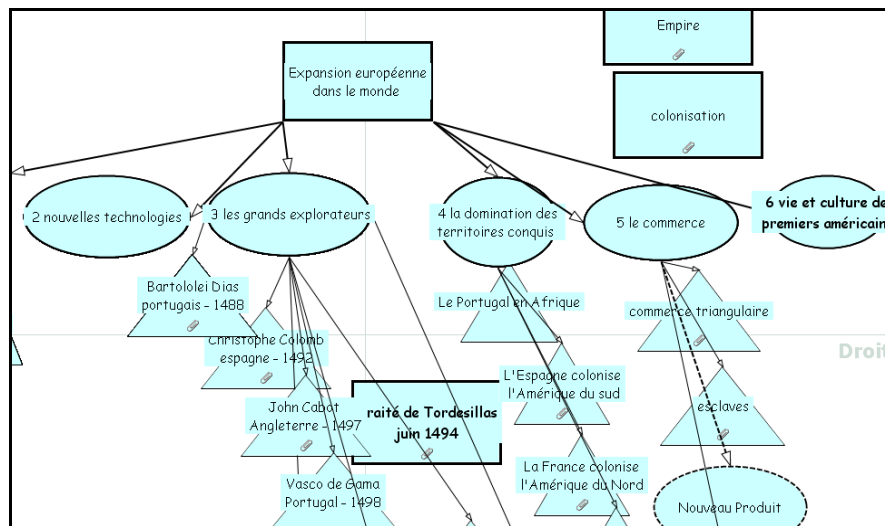 Empire
Expansion européenne
dans le monde
colonisation
2 nouvelles technologies
3 les grands explorateurs
4 la domination des
territoires conquis
5 le commerce
6 vie et culture de
premiers américain
Bartololei Dias
portugais - 1488
Le Portugal en Afrique
commerce triangulaire
Christophe Colomb
espagne - 1492
Droit
L'Espagne colonise
l'Amérique du sud
John Cabot
Angleterre - 1497
raité de Tordesillas
juin 1494
esclaves
Vasco de Gama
Portugal - 1498
La France colonise
l'Amérique du Nord
Nouveau Produit